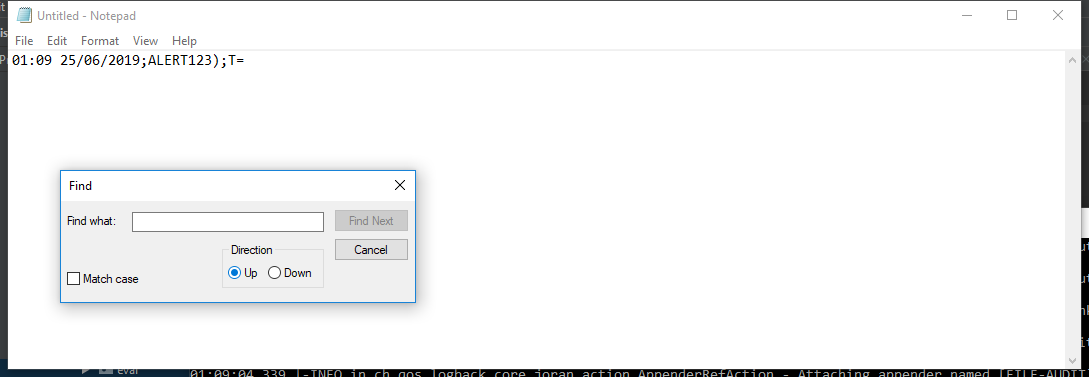 Untitled - Notepad
File Edit Format View Help
01:09 25/06/2019;ALERT123);T=
Find
Find what:
Find Next
Direction
Cancel
Up Down
Match case
eval
01:09:04,339 |-INFO in ch.qos.logback.core.joran.action.AppenderRefAction - Attaching appender named [FILE-AUDIT